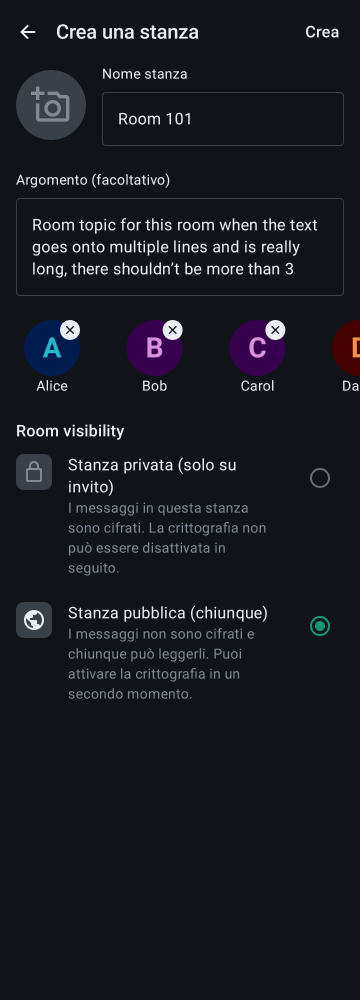 Crea una stanza
Crea
Nome stanza
Room 101
Argomento (facoltativo)
Room topic for this room when the text
goes onto multiple lines and is really
long, there shouldn’t be more than 3
A
B
C
Alice
Bob
Carol
Room visibility
Stanza privata (solo su
invito)
I messaggi in questa stanza
sono cifrati. La crittografia non
può essere disattivata in
seguito.
Stanza pubblica (chiunque)
I messaggi non sono cifrati e
chiunque può leggerli. Puoi
attivare la crittografia in un
secondo momento.